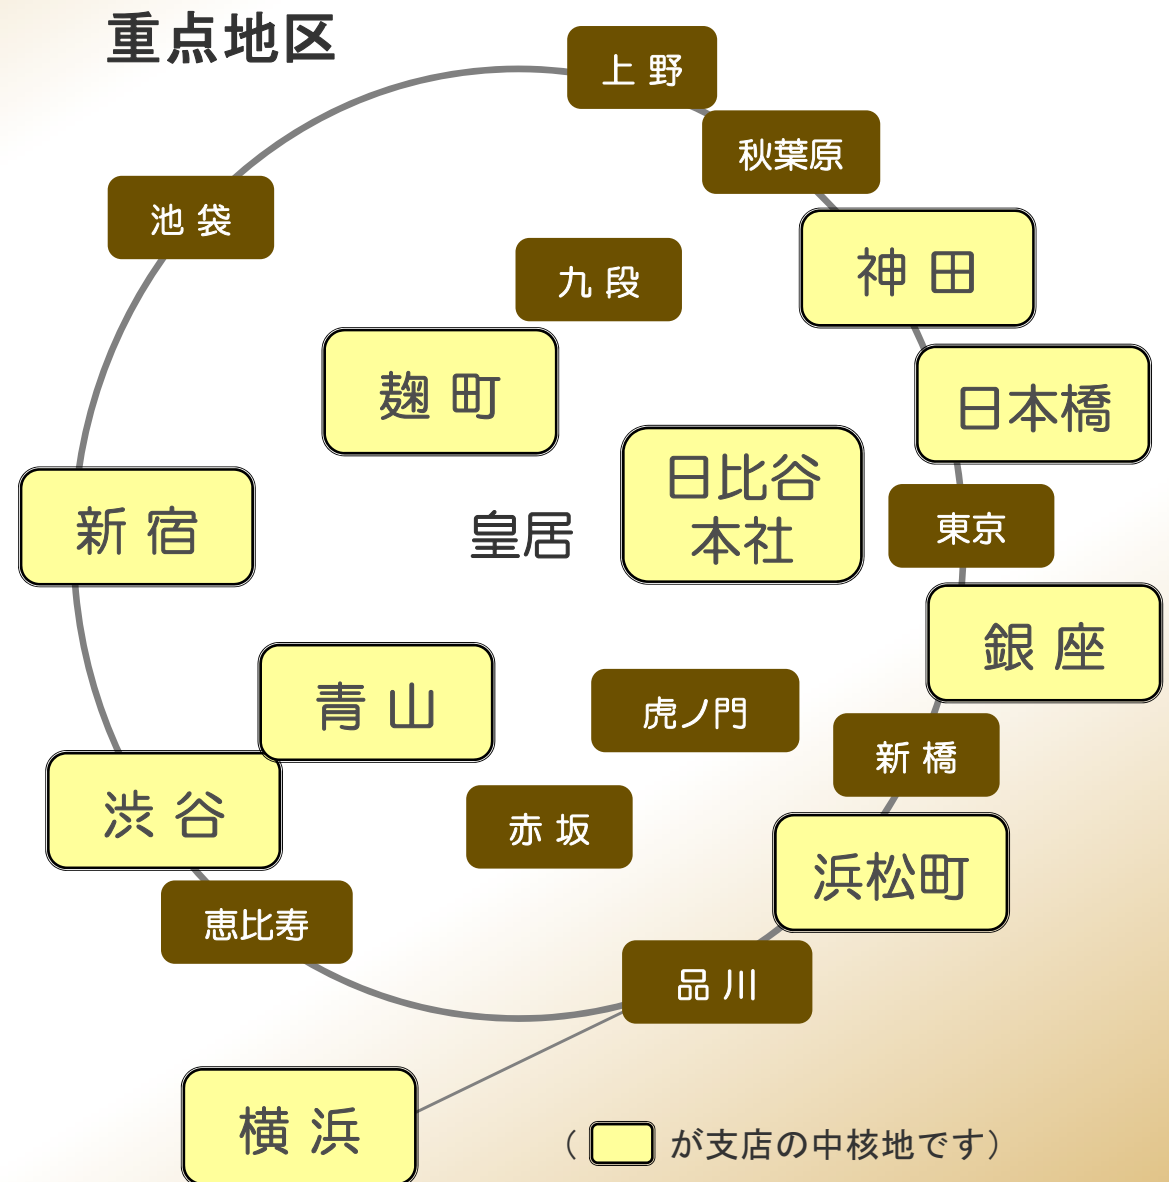 重点地区
上 野
秋葉原
池 袋
神 田
九 段
麹 町
日本橋
日比谷
本社
新 宿
皇居
東京
銀 座
青山
虎ノ門
新 橋
渋 谷
赤 坂
浜松町
恵比寿
品 川
横 浜
（ が支店の中核地です）